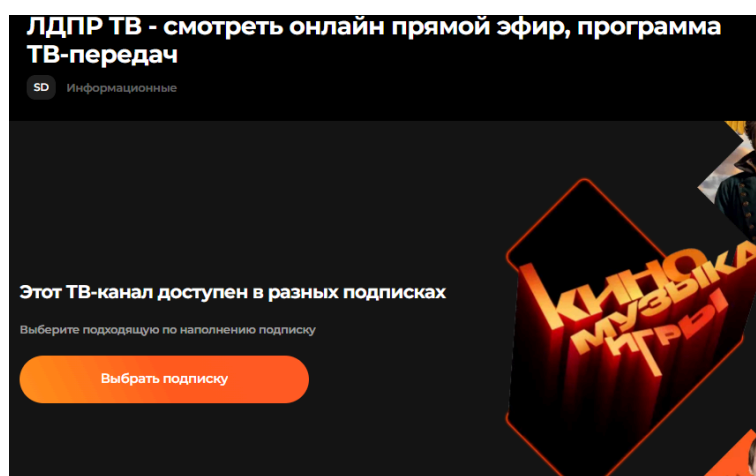 ЛДПР ТВ - смотреть онлайн прямой эфир, программа
ТВ-передач
SD Информационные
Этот ТВ-канал доступен в разных подписках
Выберите подходящую по наполнению подписку
Выбрать подписку
КИНО
МУЗЫКА
ИГРЫ